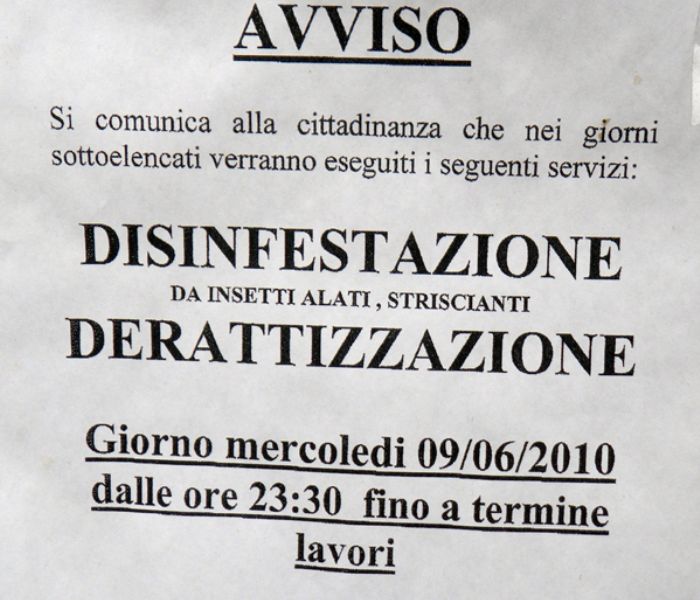 AVVISO
Si comunica alla cittadinanza che nei giorni
sottoelencati verranno eseguiti i seguenti servizi:
DISINFESTAZIONE
DA INSETTI ALATI , STRISCIANTI
DERATTIZZAZIONE
Giorno mercoledi 09/06/2010
dalle ore 23:30 fino a termine
lavori